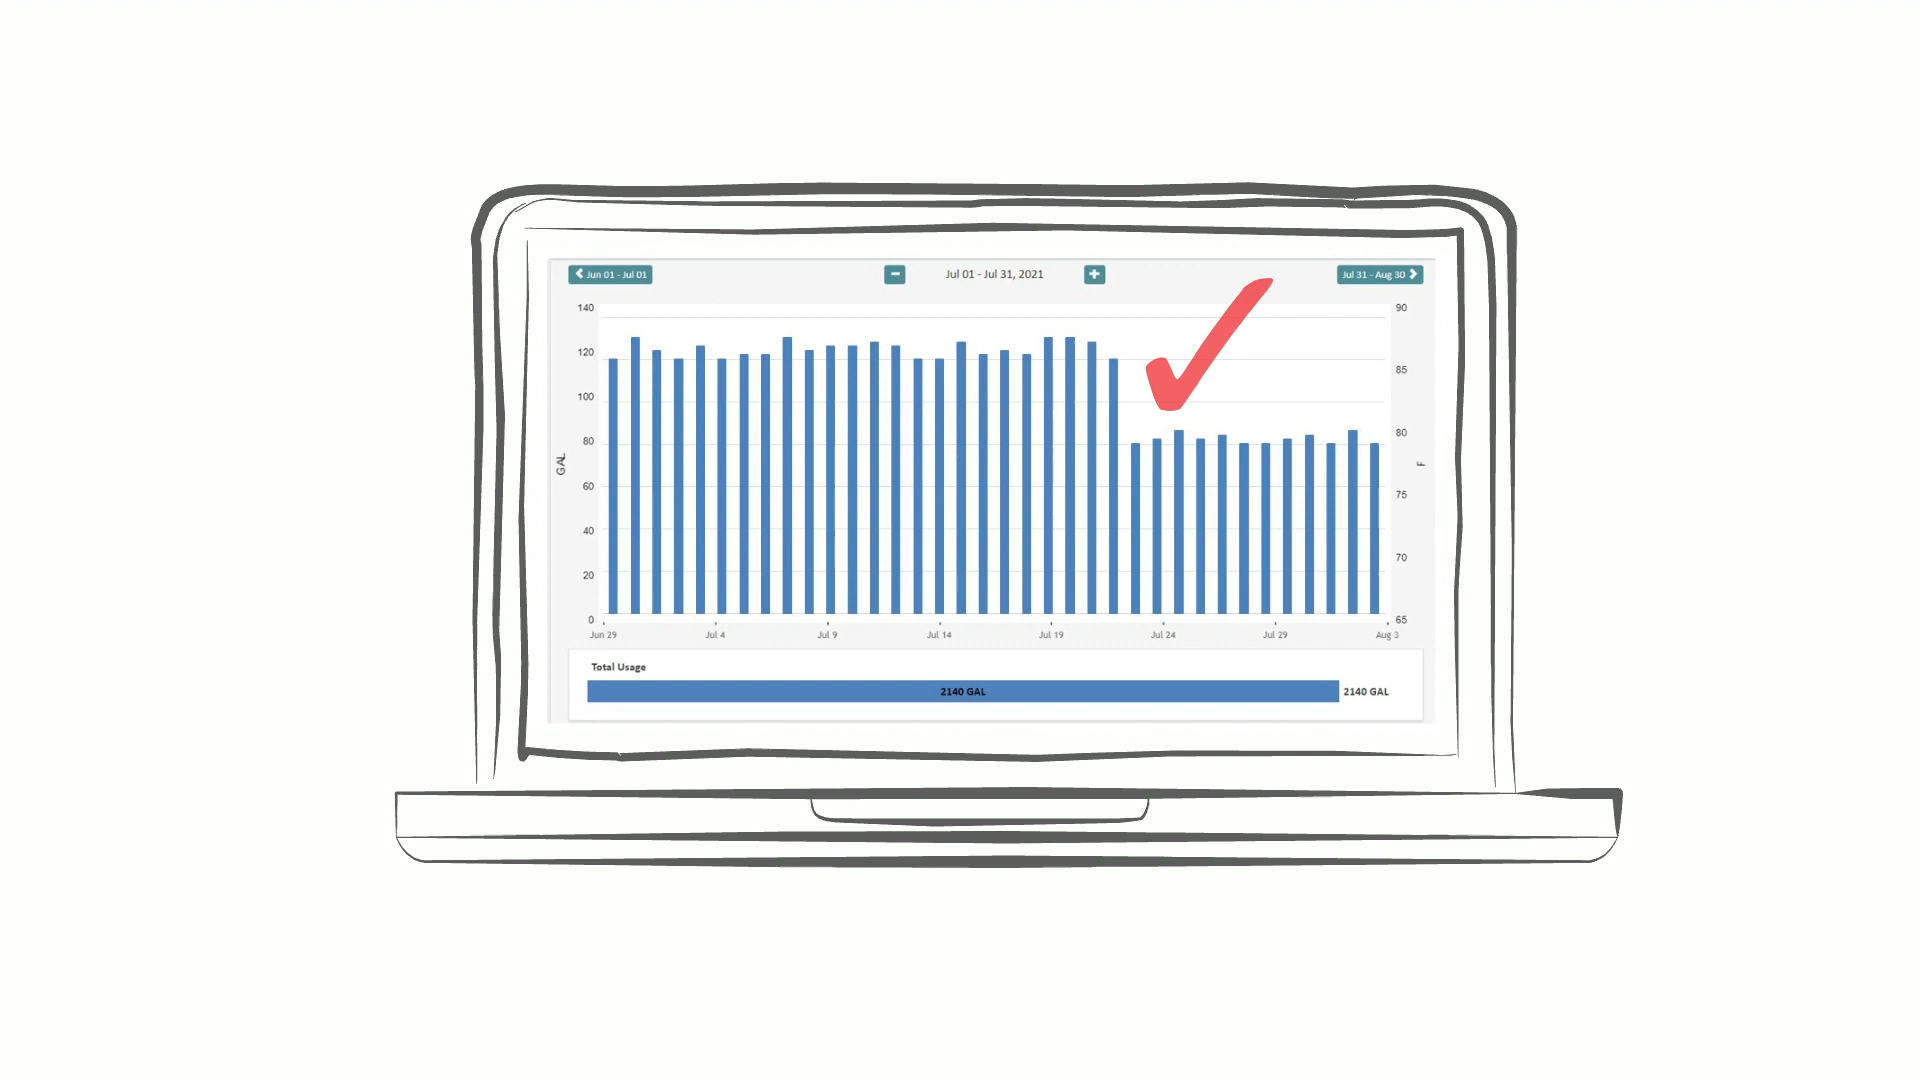 Jun 01 - Jul 01
Jul 01 - Jul 31, 2021
Jul 31 - Aug 30
140
120
100
80
60
40
20
0
GAL
90
85
80
75
70
65
F
Jun 29 Jul 4 Jul 9 Jul 14 Jul 19 Jul 24 Jul 29 Aug 3
Total Usage
2140 GAL 2140 GAL